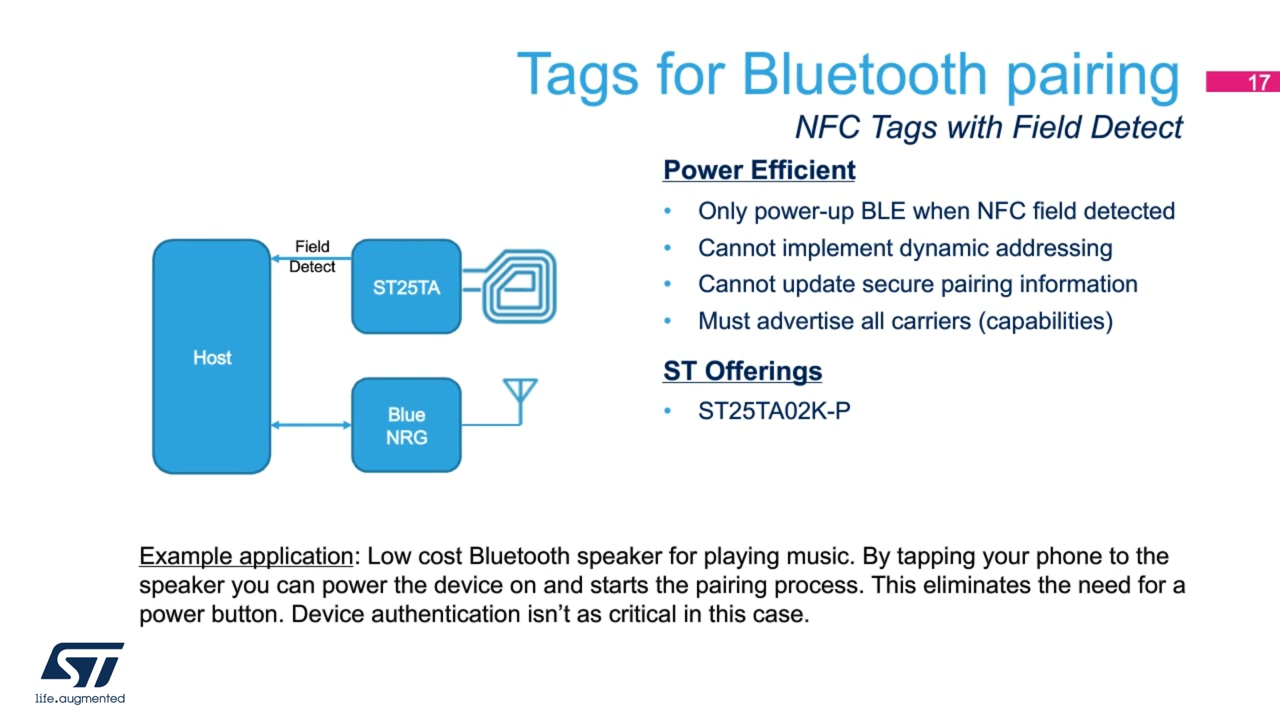 Tags for Bluetooth pairing
17
NFC Tags with Field Detect
Power Efficient
• Only power-up BLE when NFC field detected
• Cannot implement dynamic addressing
• Cannot update secure pairing information
• Must advertise all carriers (capabilities)
ST Offerings
• ST25TA02K-P
Field
Detect
ST25TA
Host
Blue
NRG
Example application: Low cost Bluetooth speaker for playing music. By tapping your phone to the
speaker you can power the device on and starts the pairing process. This eliminates the need for a
power button. Device authentication isn't as critical in this case.
ST
life.augmented